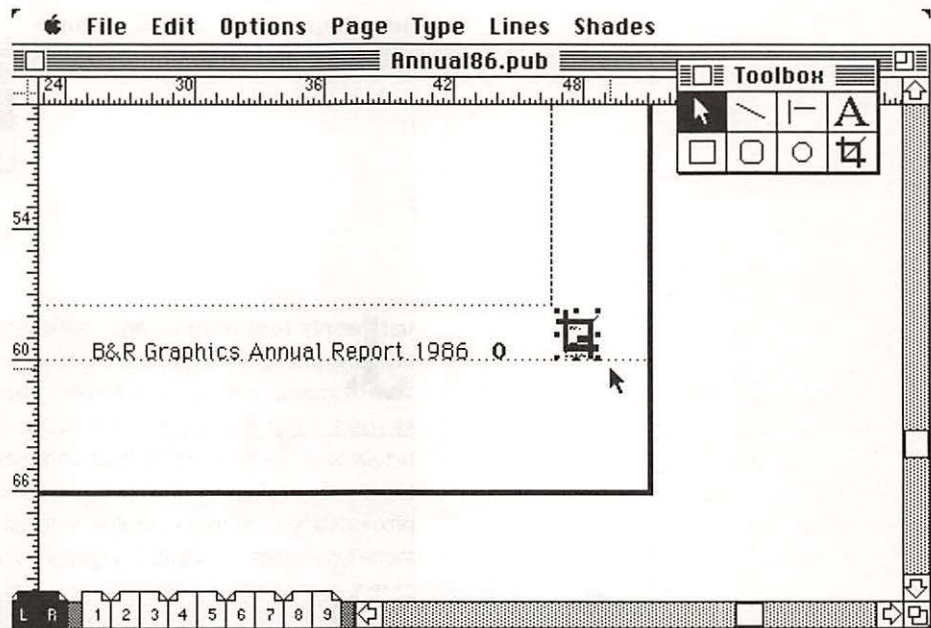 File Edit Options Page Type Lines Shades
Annual86.pub
Toolbox
24 30 36 42 48
A
54
60
66
B&R Graphics Annual Report 1986 0
L R 1 2 3 4 5 6 7 8 9